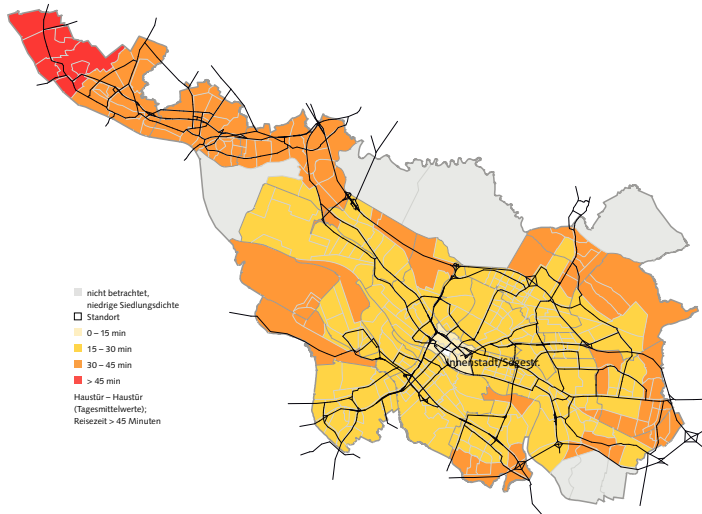 nicht betrachtet,
niedrige Siedlungsdichte
Standort
0 – 15 min
15 – 30 min
30 – 45 min
> 45 min
Haustür – Haustür
(Tagesmittelwerte);
Reisezeit > 45 Minuten
Innenstadt/Sögestr.